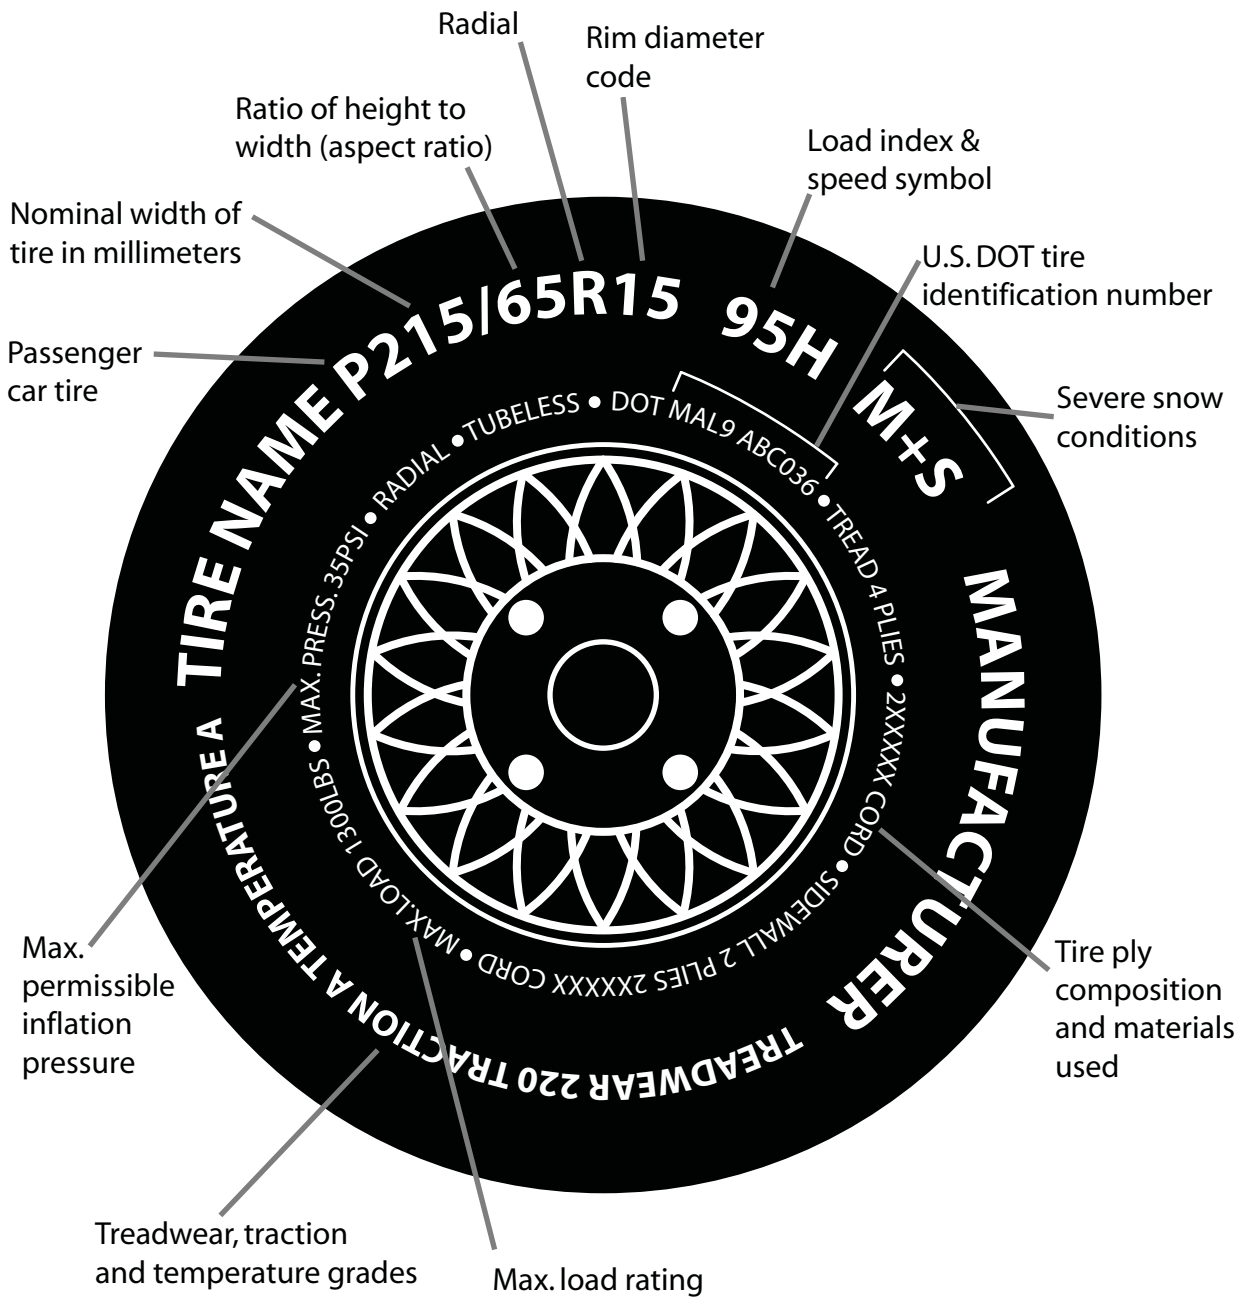 Radial
Rim diameter
code
Ratio of height to
width (aspect ratio)
Load index &
speed symbol
Nominal width of
tire in millimeters
U.S. DOT tire
identification number
Passenger
car tire
Severe snow
conditions
TIRE NAME P215/65R15 95H M+S
MANUFACTURER
TREADWEAR 220 TRACTION A TEMPERATURE A
MAX. PRESS. 35PSI • RADIAL • TUBELESS • DOT MAL9 ABC036 • TREAD 4 PLIES • 2XXXXX CORD • SIDEWALL 2 PLIES 2XXXXX CORD • MAX.LOAD 1300LBS •
Max.
permissible
inflation
pressure
Tire ply
composition
and materials
used
Treadwear, traction
and temperature grades
Max. load rating